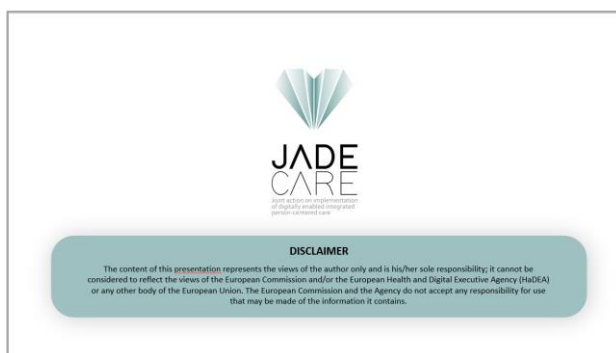 JADE
CARE
Joint action on implementation
of digitally enabled integrated
person-centered care
DISCLAIMER
The content of this presentation represents the views of the author only and is his/her sole responsibility; it cannot be
considered to reflect the views of the European Commission and/or the European Health and Digital Executive Agency (HaDEA)
or any other body of the European Union. The European Commission and the Agency do not accept any responsibility for use
that may be made of the information it contains.